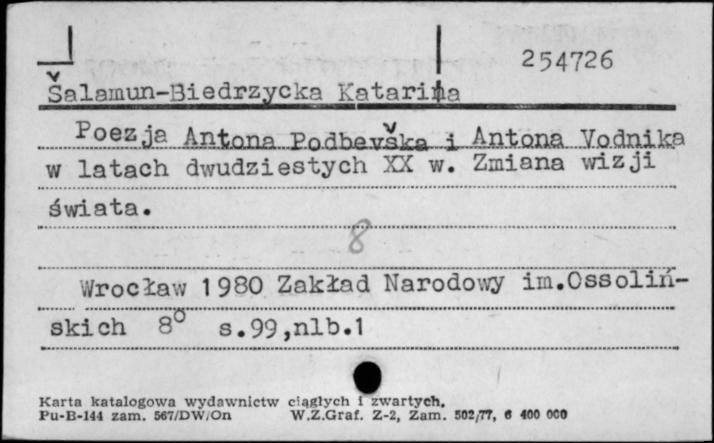 254726
Šalamun-Biedrzycka Katarina
Poezja Antona Podbevška i Antona Vodnika
w latach dwudziestych XX w. Zmiana wizji
świata.
8
Wrocław 1980 Zakład Narodowy im.Ossoliń-
skich 8⁰ s.99,nlb.1
Karta katalogowa wydawnictw ciągłych i zwartych.
Pu-B-144 zam. 567/DW/On W.Z.Graf. Z-2, Zam. 502/77, 6 400 000